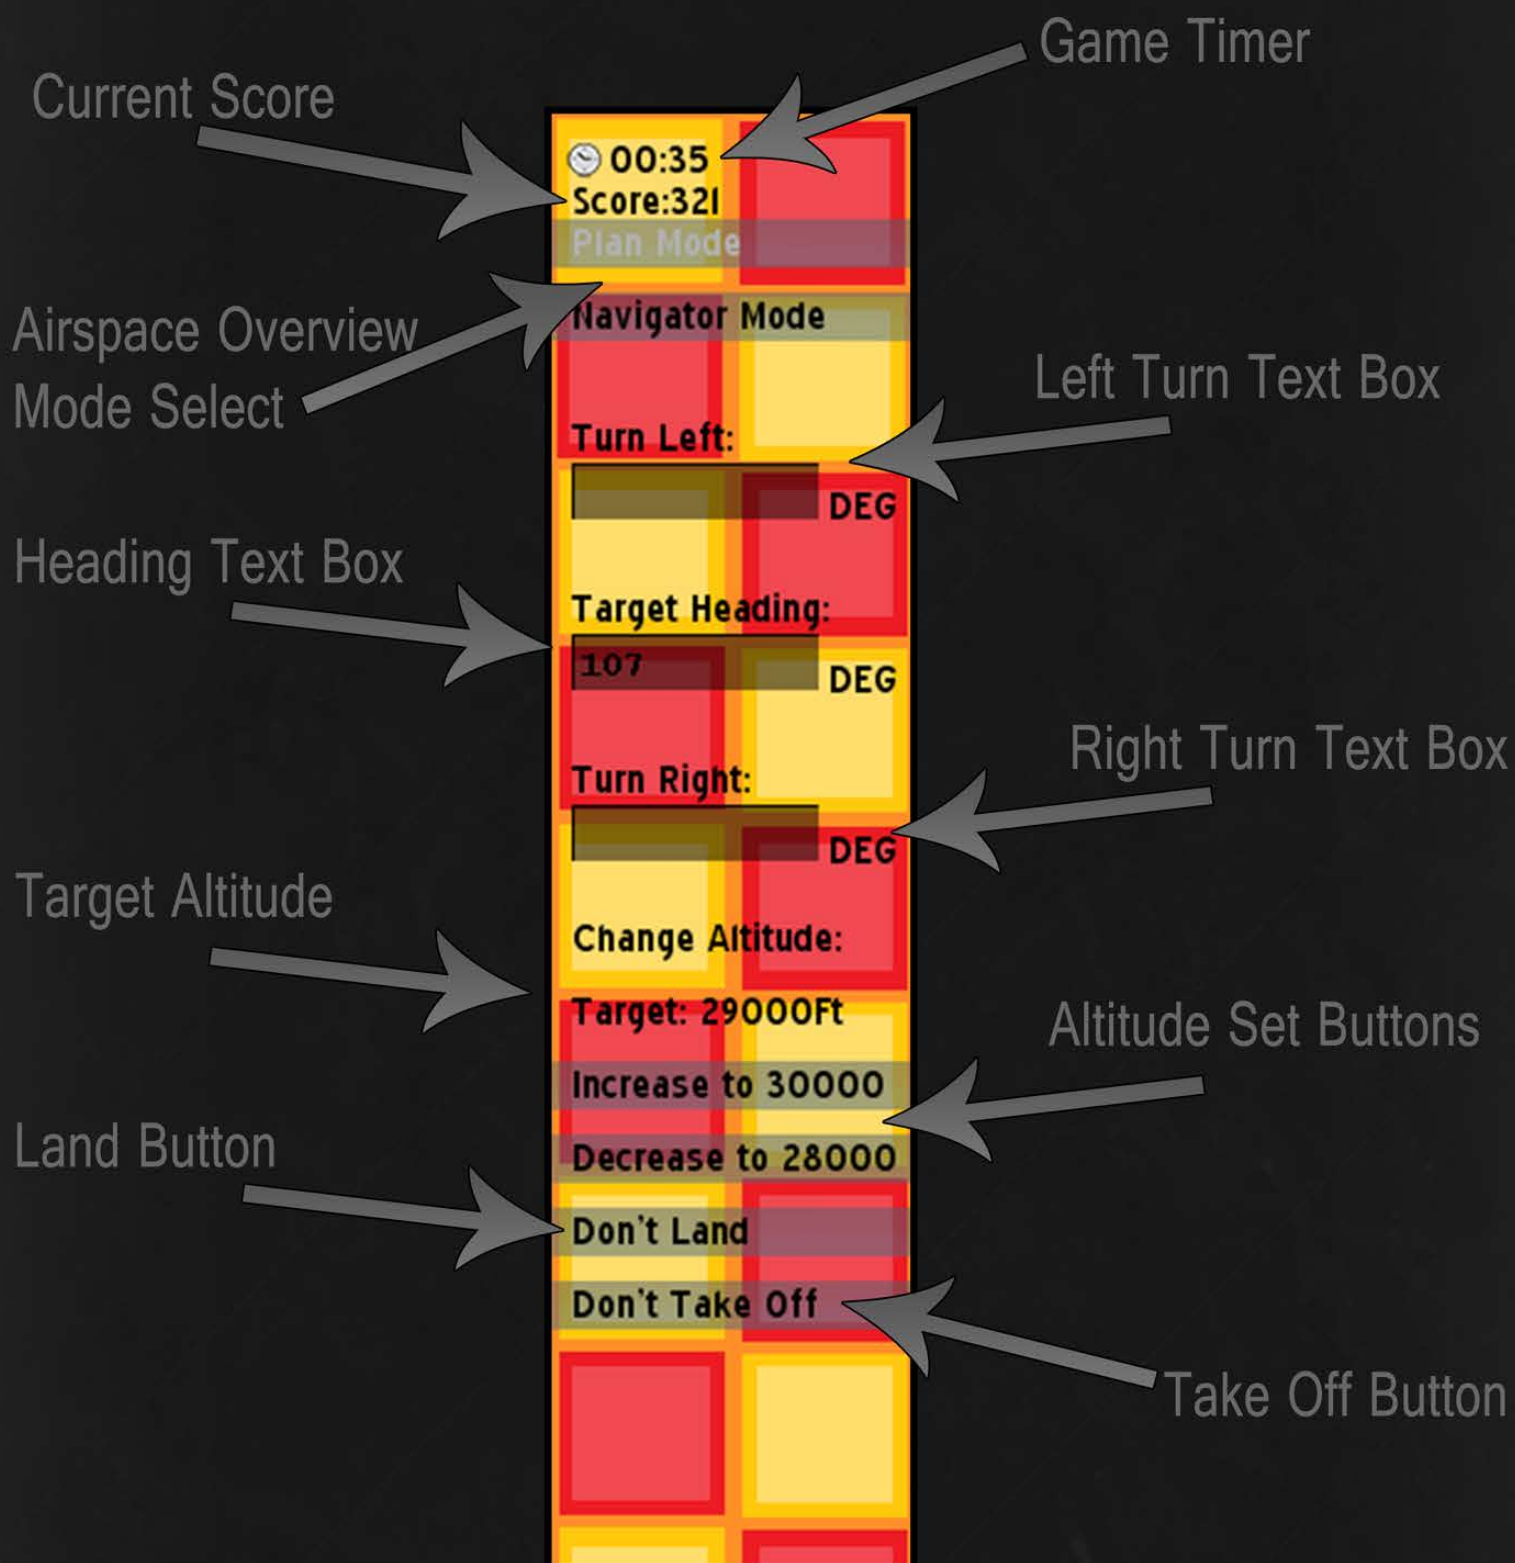 Game Timer
Current Score
00:35
Score:321
Plan Mode
Airspace Overview
Mode Select
Navigator Mode
Left Turn Text Box
Turn Left:
DEG
Heading Text Box
Target Heading:
107
DEG
Right Turn Text Box
Turn Right:
DEG
Target Altitude
Change Altitude:
Target: 29000Ft
Altitude Set Buttons
Increase to 30000
Land Button
Decrease to 28000
Don't Land
Don't Take Off
Take Off Button